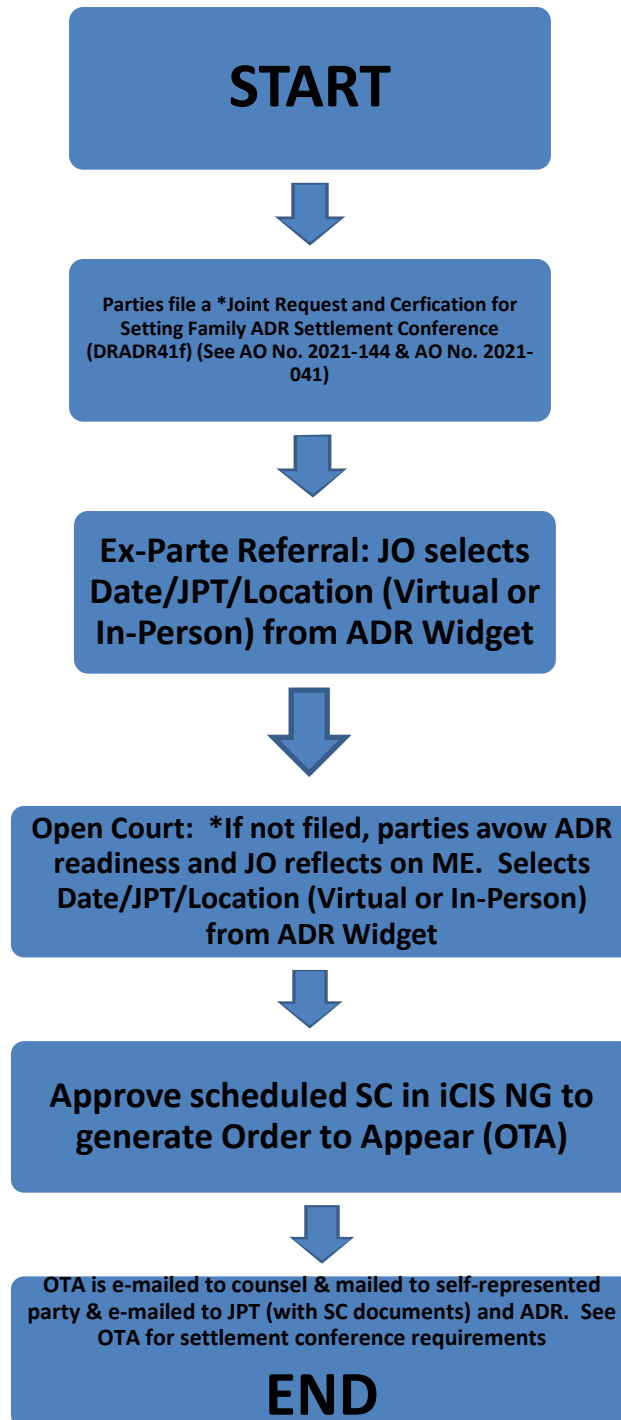 START
Parties file a *Joint Request and Cerfication for
Setting Family ADR Settlement Conference
(DRADR41f) (See AO No. 2021-144 & AO No. 2021-
041)
Ex-Parte Referral: JO selects
Date/JPT/Location (Virtual or
In-Person) from ADR Widget
Open Court:  *If not filed, parties avow ADR
readiness and JO reflects on ME.  Selects
Date/JPT/Location (Virtual or In-Person)
from ADR Widget
Approve scheduled SC in iCIS NG to
generate Order to Appear (OTA)
OTA is e-mailed to counsel & mailed to self-represented
party & e-mailed to JPT (with SC documents) and ADR.  See
OTA for settlement conference requirements
END